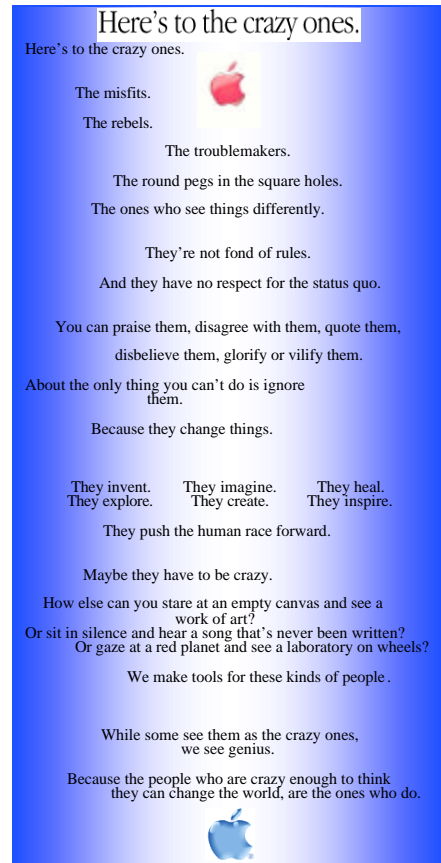 Here's to the crazy ones.
Here's to the crazy ones.
The misfits.
The rebels.
The troublemakers.
The round pegs in the square holes.
The ones who see things differently.
They're not fond of rules.
And they have no respect for the status quo.
You can praise them, disagree with them, quote them,
disbelieve them, glorify or vilify them.
About the only thing you can't do is ignore
them.
Because they change things.
They invent. They imagine. They heal.
They explore. They create. They inspire.
They push the human race forward.
Maybe they have to be crazy.
How else can you stare at an empty canvas and see a
work of art?
Or sit in silence and hear a song that's never been written?
Or gaze at a red planet and see a laboratory on wheels?
We make tools for these kinds of people.
While some see them as the crazy ones,
we see genius.
Because the people who are crazy enough to think
they can change the world, are the ones who do.